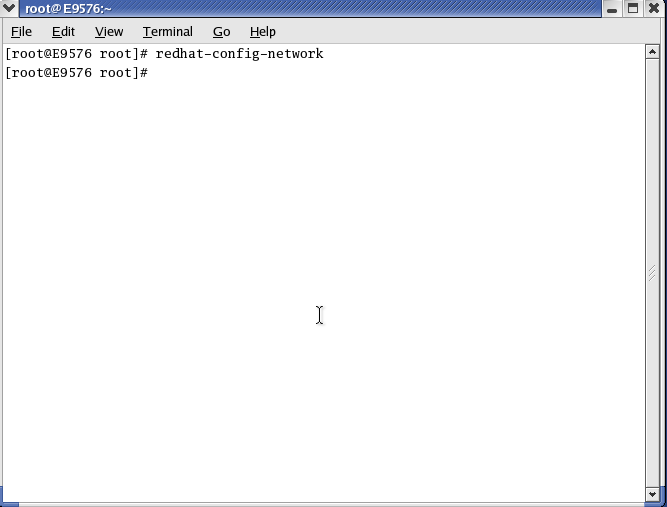 root@E9576:~
File Edit View Terminal Go Help
[root@E9576 root]# redhat-config-network
[root@E9576 root]#